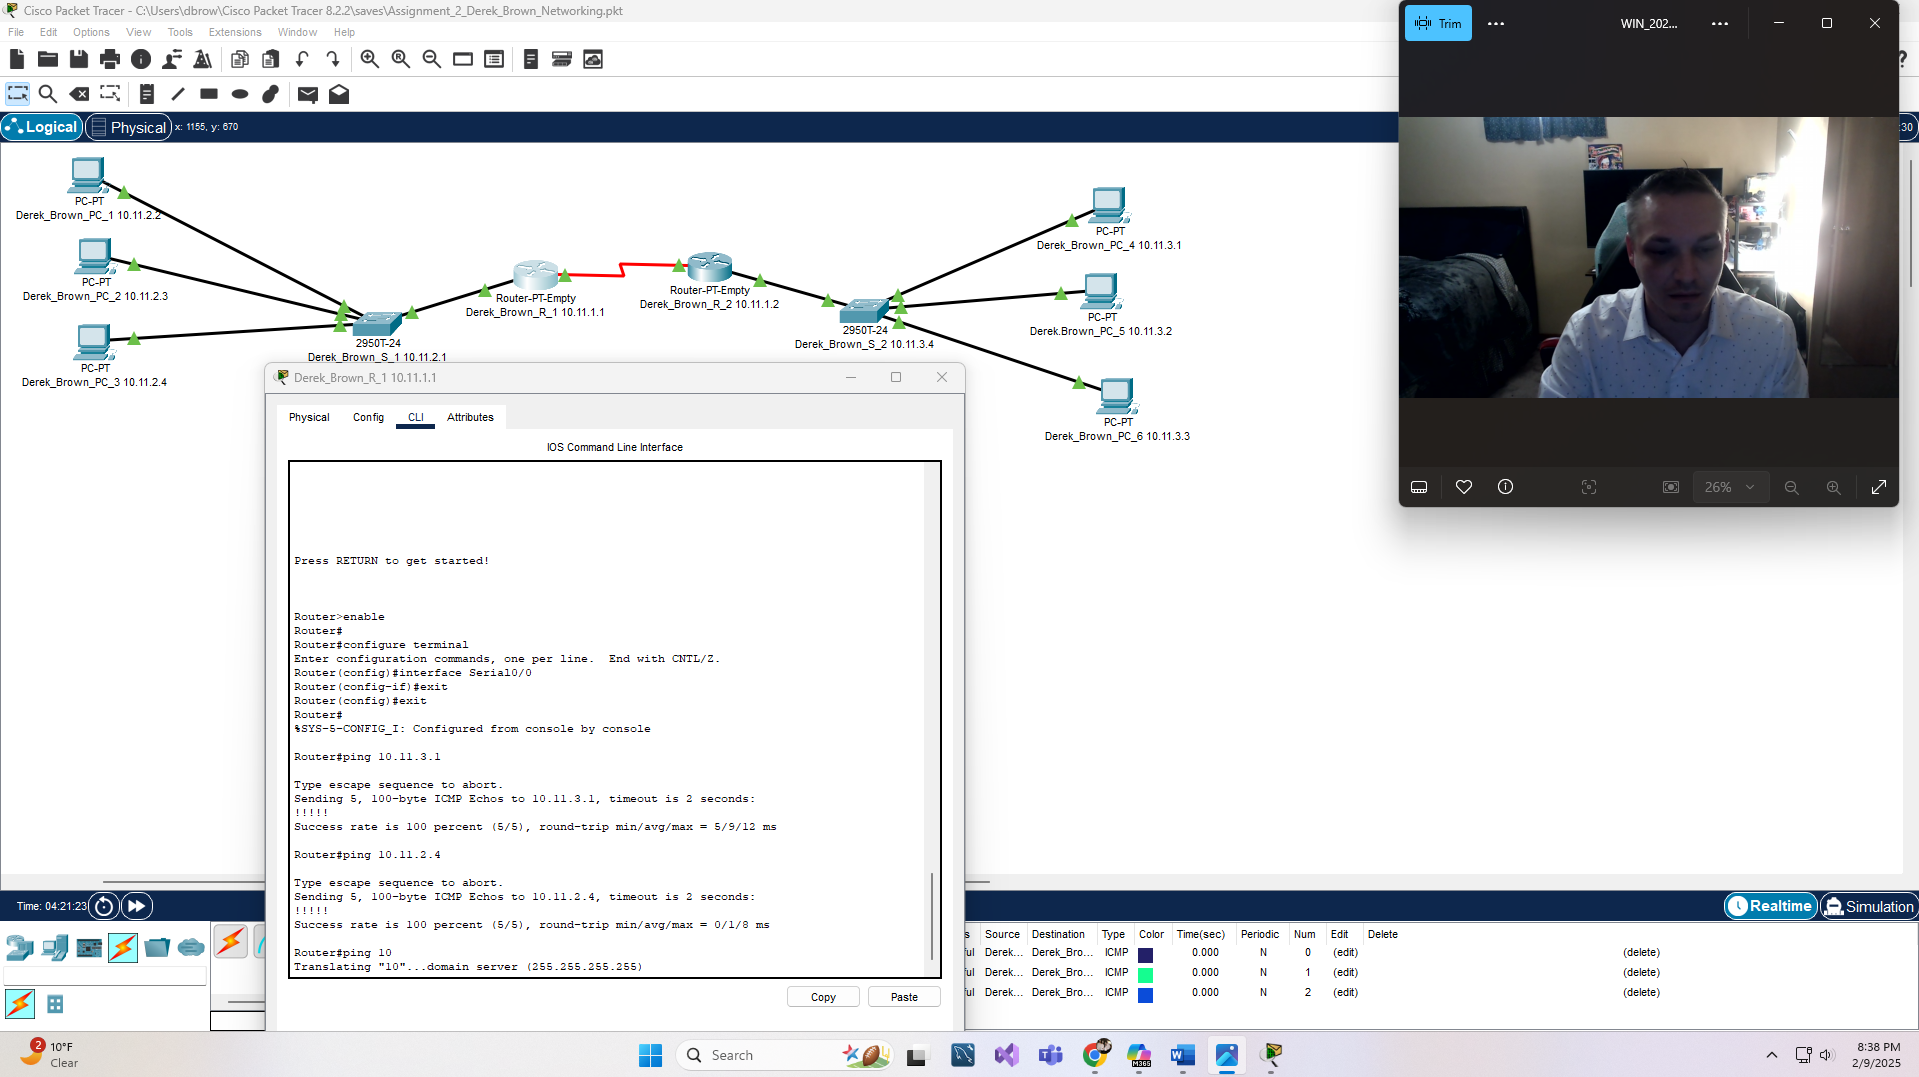 Cisco Packet Tracer - C:\Users\dbrow\Cisco Packet Tracer 8.2.2\saves\Assignment_2_Derek_Brown_Networking.pkt
File Edit Options View Tools Extensions Window Help
Logical Physical x: 1155, y: 670
:30
Trim WIN_202...
26%
PC-PT
Derek_Brown_PC_1 10.11.2.2
PC-PT
Derek_Brown_PC_2 10.11.2.3
PC-PT
Derek_Brown_PC_3 10.11.2.4
2950T-24
Derek_Brown_S_1 10.11.2.1
Router-PT-Empty
Derek_Brown_R_1 10.11.1.1
Router-PT-Empty
Derek_Brown_R_2 10.11.1.2
2950T-24
Derek_Brown_S_2 10.11.3.4
PC-PT
Derek_Brown_PC_4 10.11.3.1
PC-PT
Derek.Brown_PC_5 10.11.3.2
PC-PT
Derek_Brown_PC_6 10.11.3.3
Derek_Brown_R_1 10.11.1.1
Physical Config CLI Attributes
IOS Command Line Interface
Press RETURN to get started!
Router>enable
Router#
Router#configure terminal
Enter configuration commands, one per line.  End with CNTL/Z.
Router(config)#interface Serial0/0
Router(config-if)#exit
Router(config)#exit
Router#
%SYS-5-CONFIG_I: Configured from console by console
Router#ping 10.11.3.1
Type escape sequence to abort.
Sending 5, 100-byte ICMP Echos to 10.11.3.1, timeout is 2 seconds:
!!!!!
Success rate is 100 percent (5/5), round-trip min/avg/max = 5/9/12 ms
Router#ping 10.11.2.4
Type escape sequence to abort.
Sending 5, 100-byte ICMP Echos to 10.11.2.4, timeout is 2 seconds:
!!!!!
Success rate is 100 percent (5/5), round-trip min/avg/max = 0/1/8 ms
Router#ping 10
Translating "10"...domain server (255.255.255.255)
Copy Paste
Time: 04:21:23
Realtime Simulation
s Source Destination Type Color Time(sec) Periodic Num Edit Delete
ful Derek... Derek_Bro... ICMP 0.000 N 0 (edit) (delete)
ful Derek... Derek_Bro... ICMP 0.000 N 1 (edit) (delete)
ful Derek... Derek_Bro... ICMP 0.000 N 2 (edit) (delete)
2
10°F
Clear
Search
M365
8:38 PM
2/9/2025